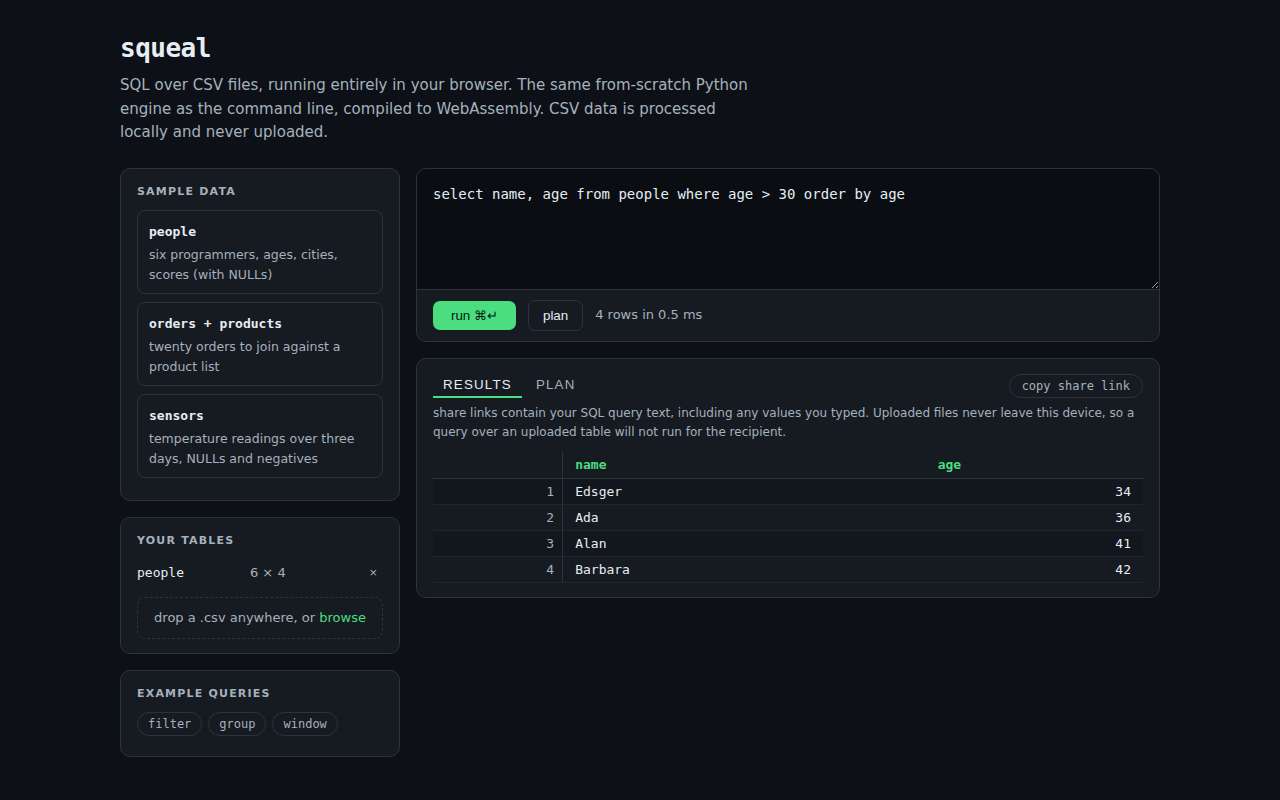 squeal
SQL over CSV files, running entirely in your browser. The same from-scratch Python
engine as the command line, compiled to WebAssembly. CSV data is processed
locally and never uploaded.
SAMPLE DATA
people
six programmers, ages, cities,
scores (with NULLs)
orders + products
twenty orders to join against a
product list
sensors
temperature readings over three
days, NULLs and negatives
YOUR TABLES
people 6 × 4 ×
drop a .csv anywhere, or browse
EXAMPLE QUERIES
filter group window
select name, age from people where age > 30 order by age
run ⌘↵ plan 4 rows in 0.5 ms
RESULTS PLAN copy share link
share links contain your SQL query text, including any values you typed. Uploaded files never leave this device, so a
query over an uploaded table will not run for the recipient.
name age
1 Edsger 34
2 Ada 36
3 Alan 41
4 Barbara 42